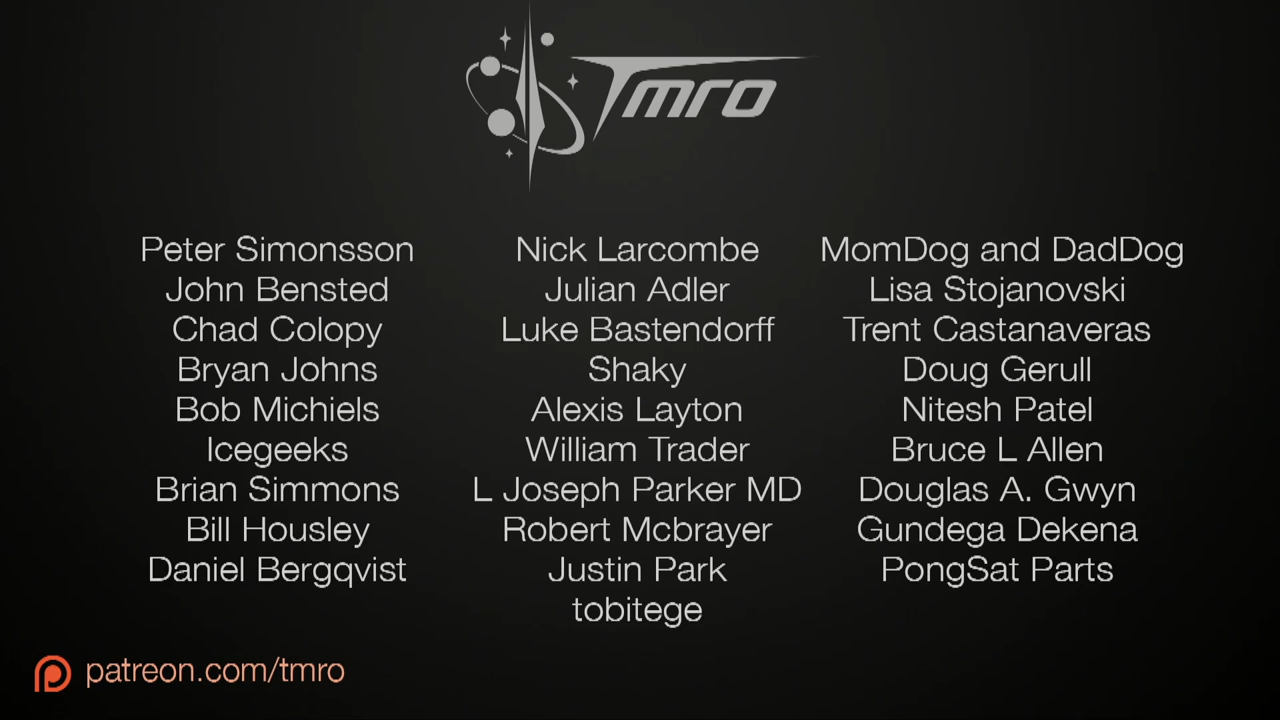 Tmro
Peter Simonsson
John Bensted
Chad Colopy
Bryan Johns
Bob Michiels
Icegeeks
Brian Simmons
Bill Housley
Daniel Bergqvist
Nick Larcombe
Julian Adler
Luke Bastendorff
Shaky
Alexis Layton
William Trader
L Joseph Parker MD
Robert Mcbrayer
Justin Park
tobitege
MomDog and DadDog
Lisa Stojanovski
Trent Castanaveras
Doug Gerull
Nitesh Patel
Bruce L Allen
Douglas A. Gwyn
Gundega Dekena
PongSat Parts
patreon.com/tmro